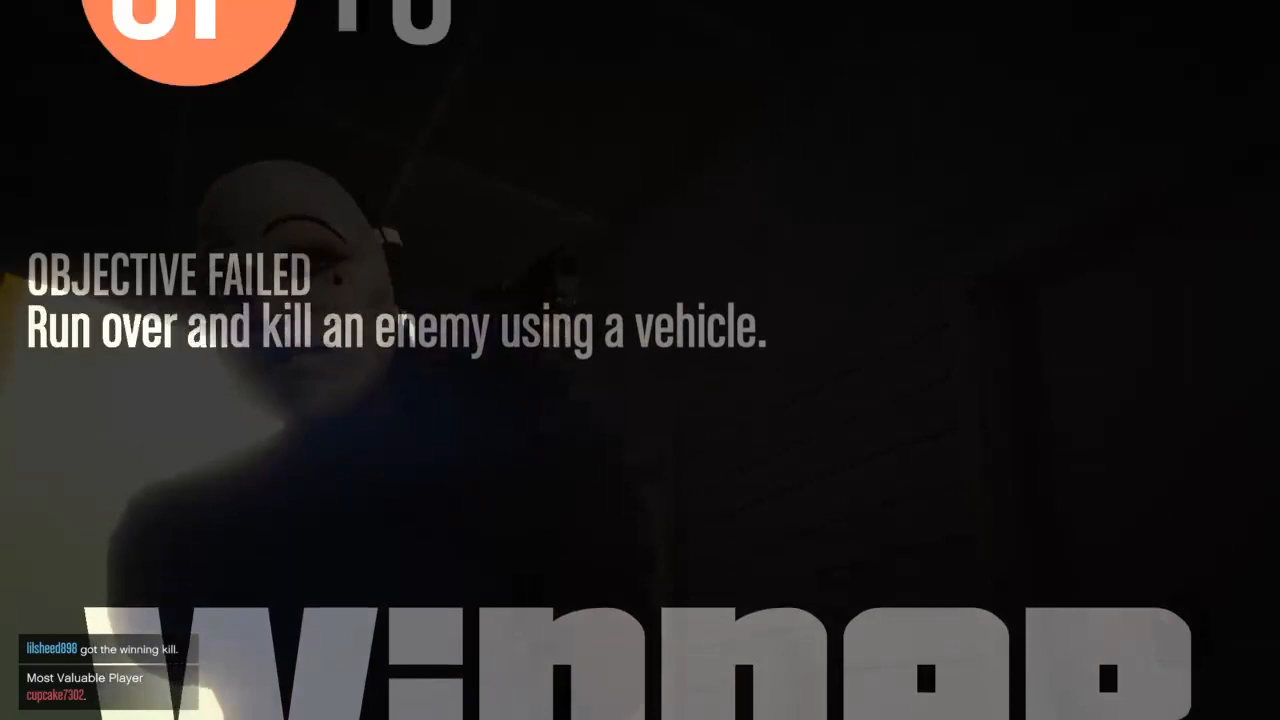 OBJECTIVE FAILED
Run over and kill an enemy using a vehicle.
Winner
lilsheed898 got the winning kill.
Most Valuable Player
cupcake7302.